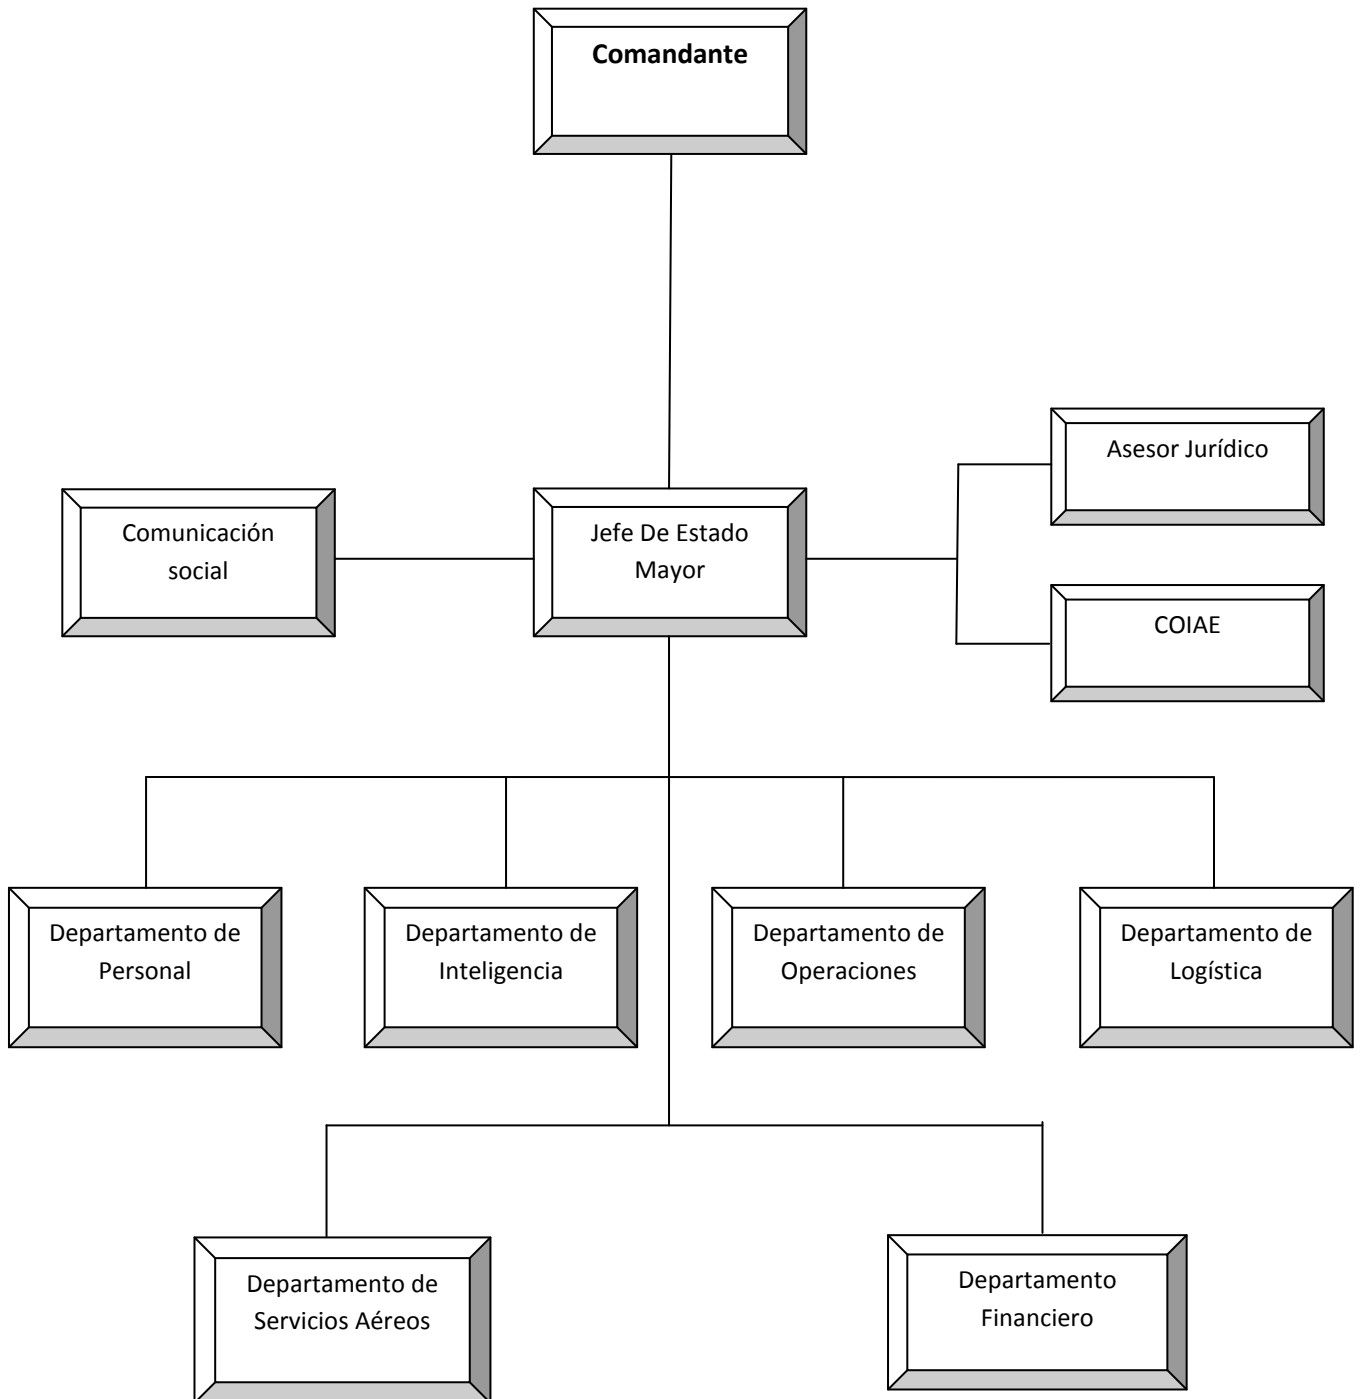 Comandante
Asesor Jurídico
Comunicación
social
Jefe De Estado
Mayor
COIAE
Departamento de
Personal
Departamento de
Inteligencia
Departamento de
Operaciones
Departamento de
Logística
Departamento de
Servicios Aéreos
Departamento
Financiero